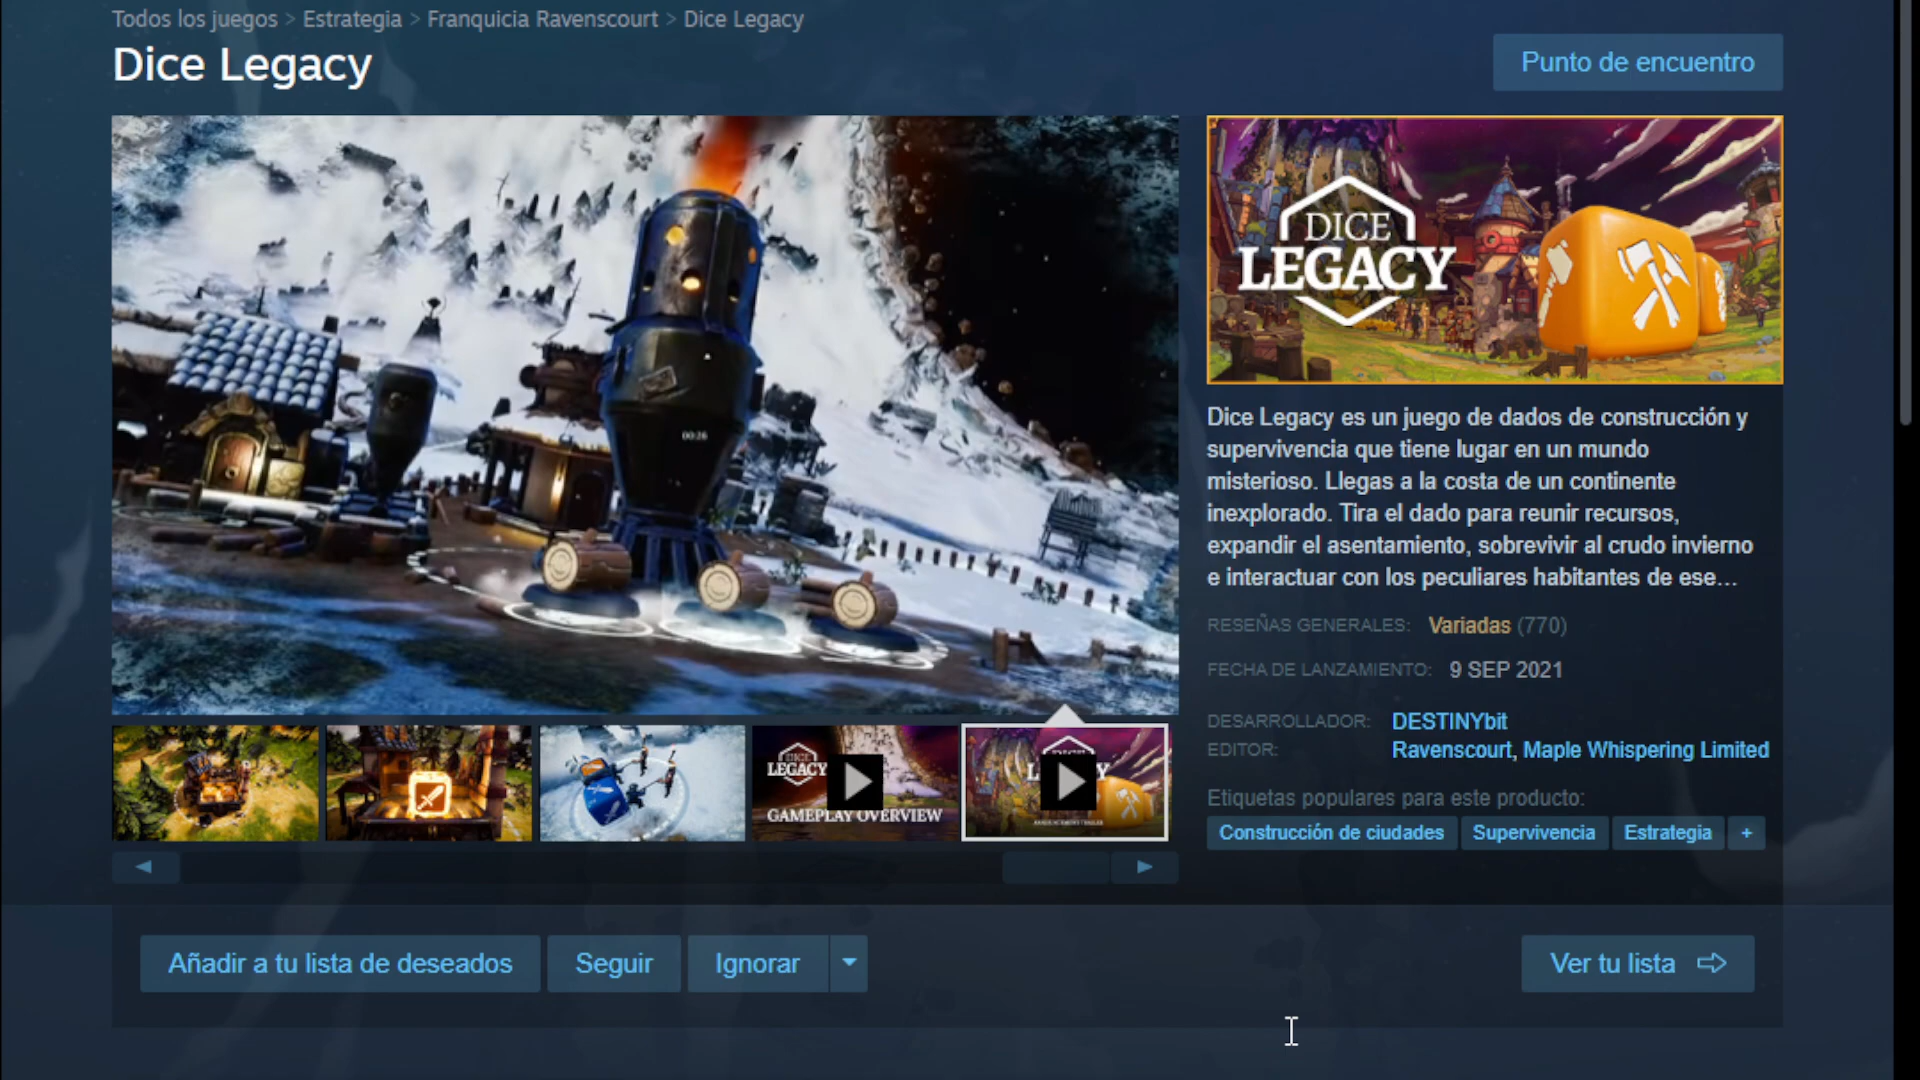 Todos los juegos > Estrategia > Franquicia Ravenscourt > Dice Legacy
Dice Legacy
Punto de encuentro
00:26
DICE
LEGACY
Dice Legacy es un juego de dados de construcción y
supervivencia que tiene lugar en un mundo
misterioso. Llegas a la costa de un continente
inexplorado. Tira el dado para reunir recursos,
expandir el asentamiento, sobrevivir al crudo invierno
e interactuar con los peculiares habitantes de ese...
RESEÑAS GENERALES: Variadas (770)
FECHA DE LANZAMIENTO: 9 SEP 2021
DESARROLLADOR: DESTINYbit
EDITOR: Ravenscourt, Maple Whispering Limited
Etiquetas populares para este producto:
Construcción de ciudades Supervivencia Estrategia +
DICE
LEGACY
GAMEPLAY OVERVIEW
Añadir a tu lista de deseados Seguir Ignorar
Ver tu lista